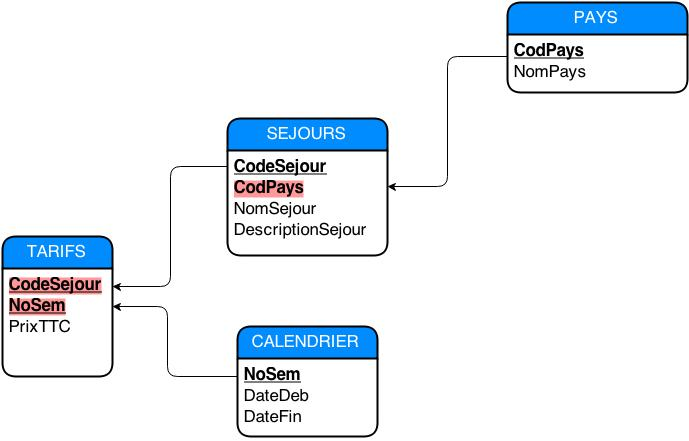 PAYS
CodPays
NomPays
SEJOURS
CodeSejour
CodPays
NomSejour
DescriptionSejour
TARIFS
CodeSejour
NoSem
PrixTTC
CALENDRIER
NoSem
DateDeb
DateFin